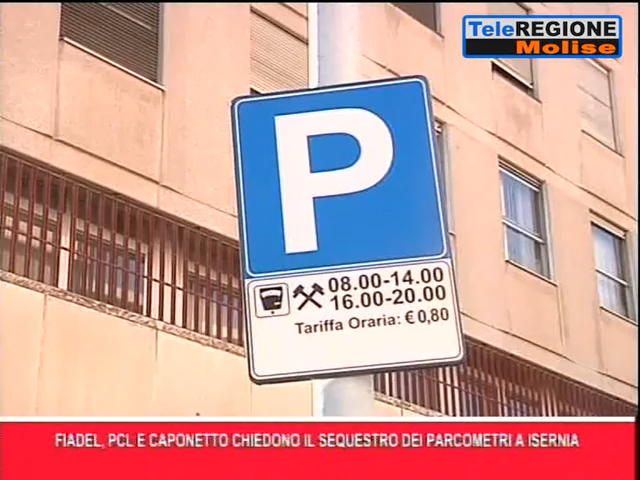 TeleREGIONE
Molise
P
08.00-14.00
16.00-20.00
Tariffa Oraria: € 0,80
FIADEL, PCL E CAPONETTO CHIEDONO IL SEQUESTRO DEI PARCOMETRI A ISERNIA